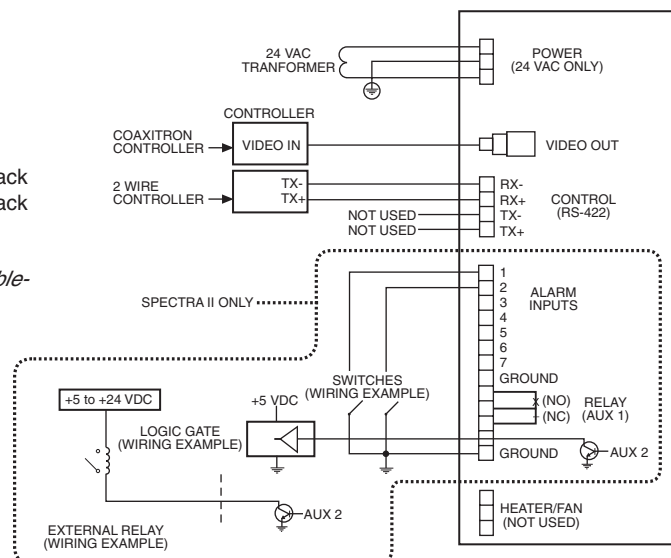 24 VAC
TRANFORMER
POWER
(24 VAC ONLY)
CONTROLLER
COAXITRON
CONTROLLER
VIDEO IN
VIDEO OUT
ack
ack
2 WIRE
CONTROLLER
TX-
TX+
RX-
RX+
TX-
TX+
NOT USED
NOT USED
CONTROL
(RS-422)
ble-
SPECTRA II ONLY
1
2
3
4
5
6
7
GROUND
ALARM
INPUTS
SWITCHES
(WIRING EXAMPLE)
(NO)
(NC)
RELAY
(AUX 1)
+5 to +24 VDC
+5 VDC
LOGIC GATE
(WIRING EXAMPLE)
GROUND
AUX 2
AUX 2
EXTERNAL RELAY
(WIRING EXAMPLE)
HEATER/FAN
(NOT USED)